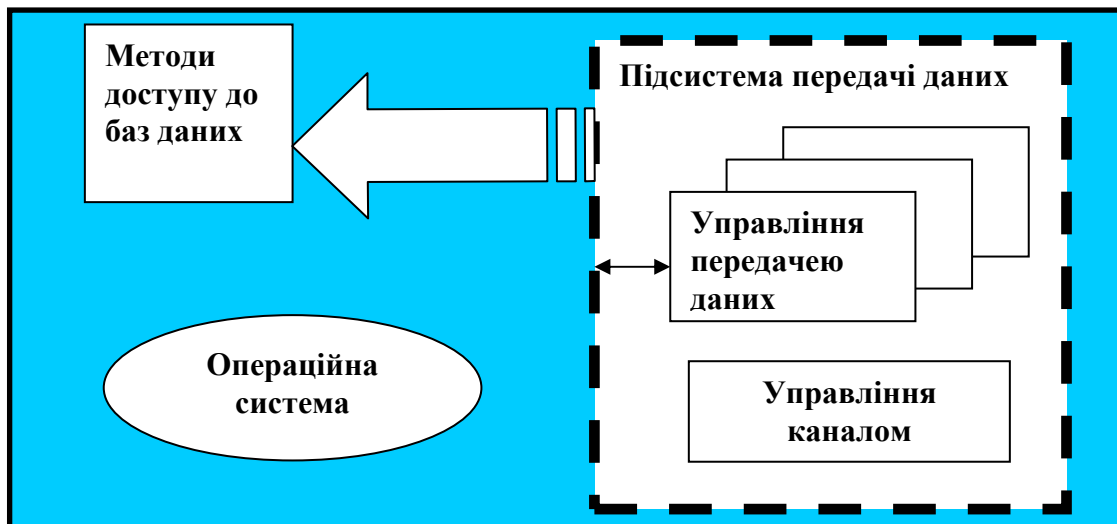 Методи
доступу до
баз даних
Підсистема передачі даних
Управління
передачею
даних
Операційна
система
Управління
каналом